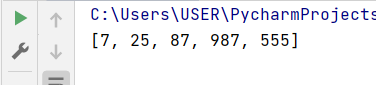 C:\Users\USER\PycharmProjects
[7, 25, 87, 987, 555]